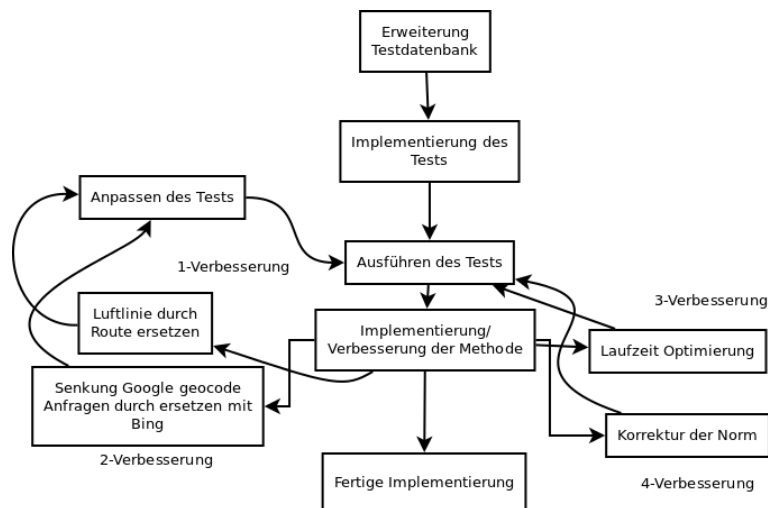 Erweiterung
Testdatenbank
Implementierung des
Tests
Anpassen des Tests
Ausführen des Tests
1-Verbesserung
Luftlinie durch
Route ersetzen
Implementierung/
Verbesserung der Methode
3-Verbesserung
Laufzeit Optimierung
Senkung Google geocode
Anfragen durch ersetzen mit
Bing
2-Verbesserung
Korrektur der Norm
4-Verbesserung
Fertige Implementierung